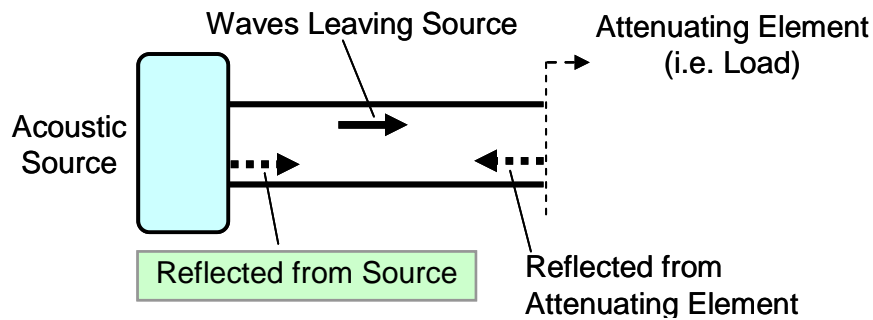 Waves Leaving Source
Attenuating Element
(i.e. Load)
Acoustic
Source
Reflected from Source
Reflected from
Attenuating Element